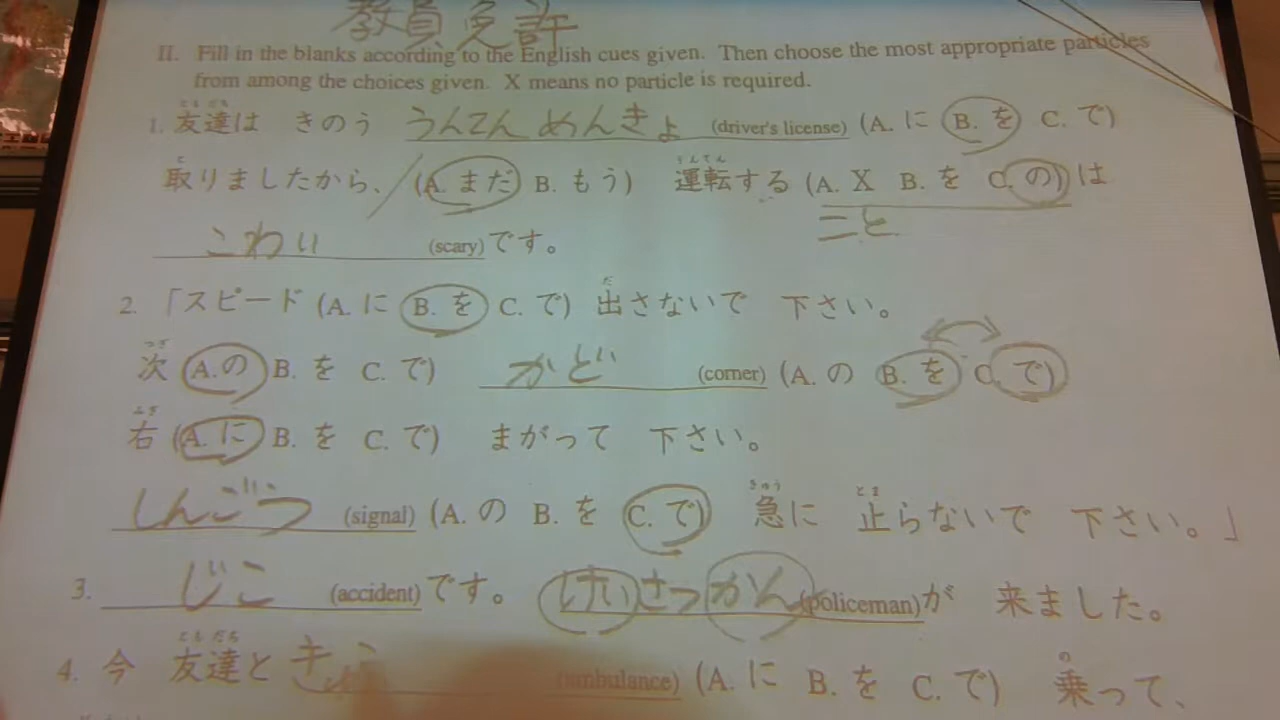 教員免許
II. Fill in the blanks according to the English cues given. Then choose the most appropriate particles
from among the choices given. X means no particle is required.
1. 友達は きのう うんてんめんきょ (driver's license) (A. に B. を C. で)
取りましたから、 (A. まだ B. もう) 運転する (A. X B. を C. の) は
こと
こわい (scary) です。
2. 「スピード (A. に B. を C. で) 出さないで 下さい。
次 (A. の B. を C. で) かど (corner) (A. の B. を C. で)
右 (A. に B. を C. で) まがって 下さい。
しんごう (signal) (A. の B. を C. で) 急に 止らないで 下さい。」
3. じこ (accident) です。 けいさつかん (policeman) が 来ました。
4. 今 友達と きゅう (ambulance) (A. に B. を C. で) 乗って、